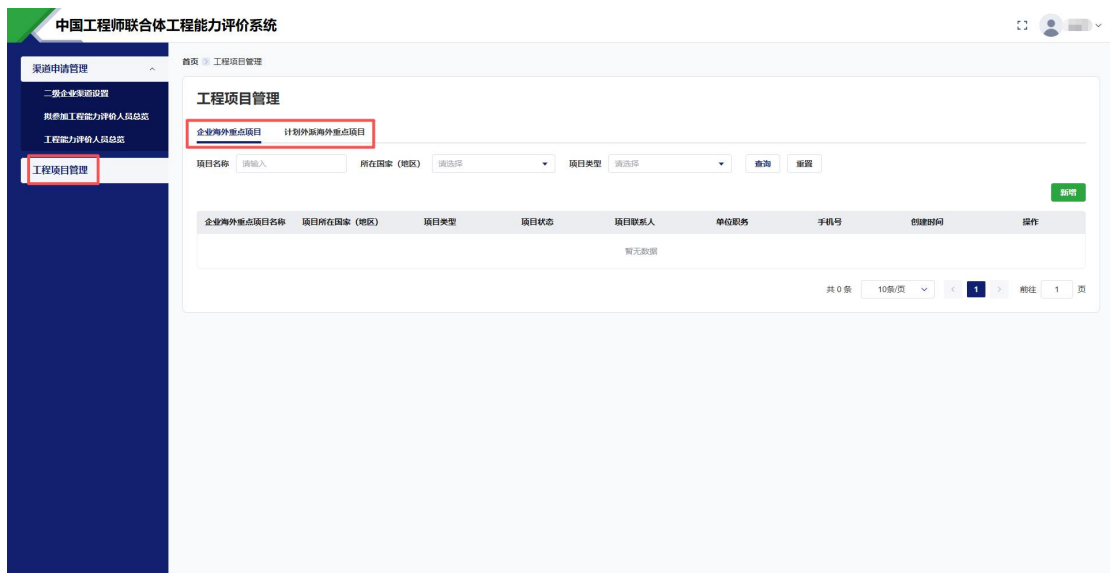 中国工程师联合体工程能力评价系统
渠道申请管理
二级企业渠道设置
拟参加工程能力评价人员总览
工程能力评价人员总览
工程项目管理
首页 工程项目管理
工程项目管理
企业海外重点项目 计划外派海外重点项目
项目名称 请输入 所在国家（地区） 请选择 项目类型 请选择 查询 重置
新增
企业海外重点项目名称 项目所在国家（地区） 项目类型 项目状态 项目联系人 单位职务 手机号 创建时间 操作
暂无数据
共 0 条 10条/页 1 前往 1 页